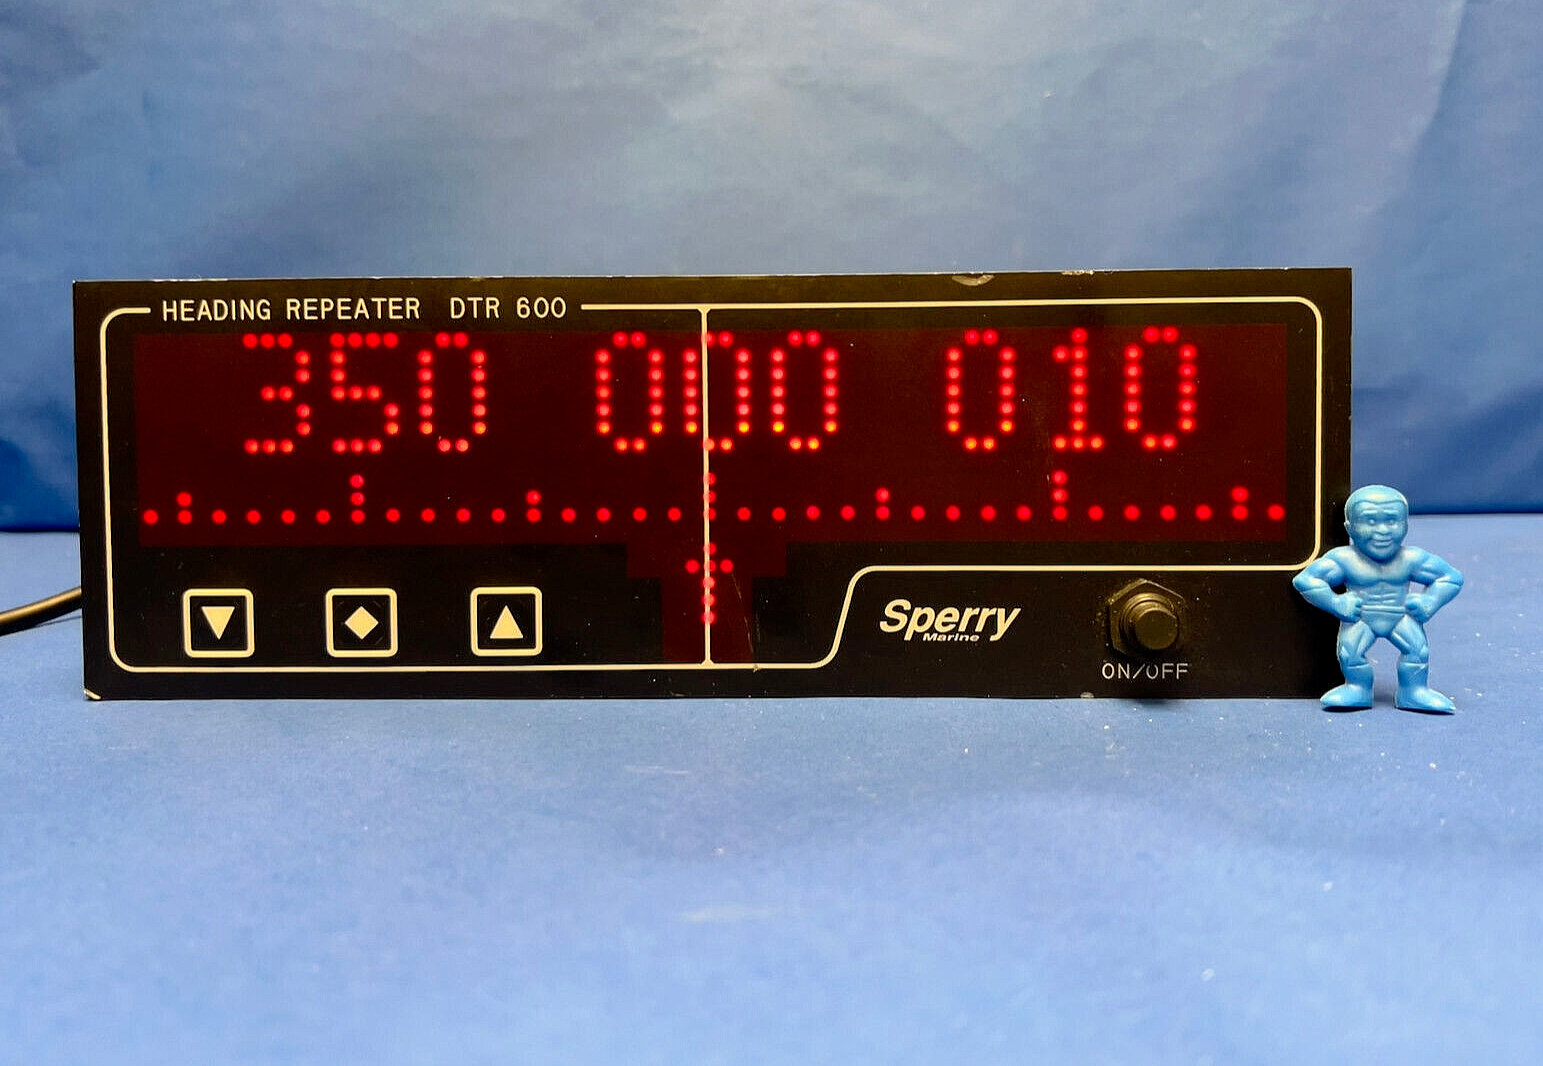 HEADING REPEATER DTR 600
350 000 010
Sperry
Marine
ON/OFF